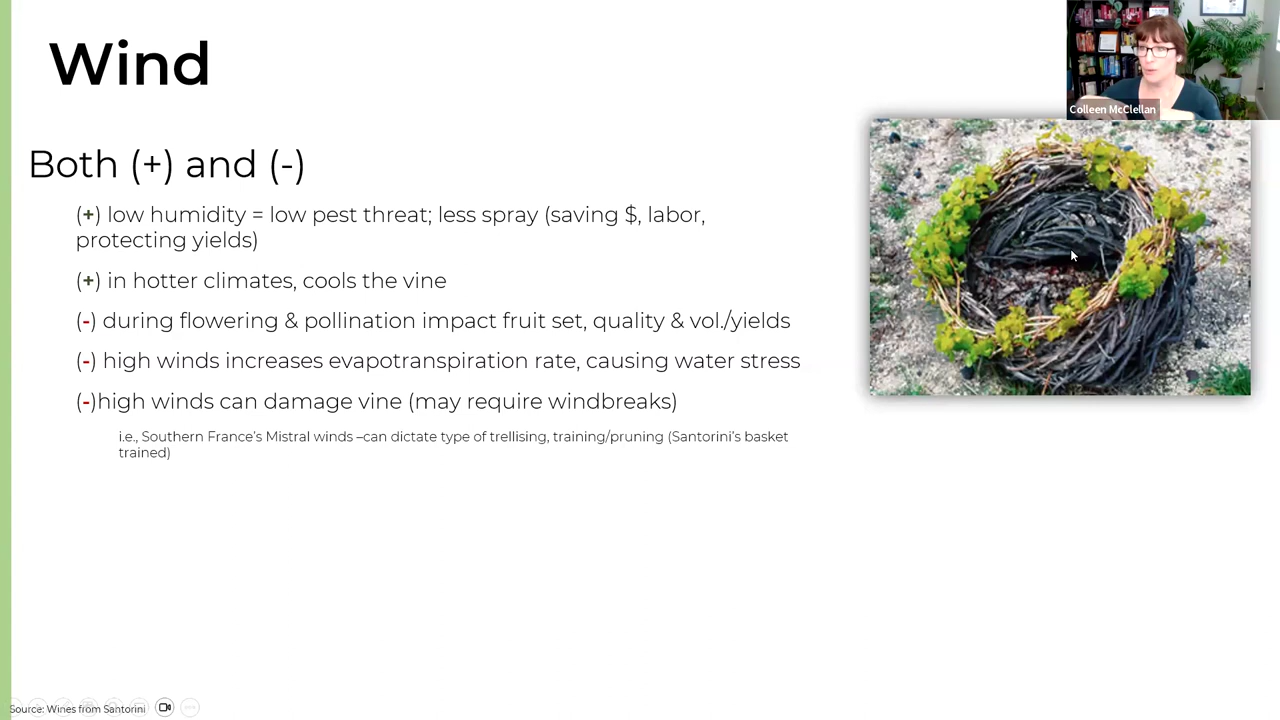 Wind
Colleen McClellan
Both (+) and (-)
(+) low humidity = low pest threat; less spray (saving $, labor,
protecting yields)
(+) in hotter climates, cools the vine
(-) during flowering & pollination impact fruit set, quality & vol./yields
(-) high winds increases evapotranspiration rate, causing water stress
(-)high winds can damage vine (may require windbreaks)
i.e., Southern France's Mistral winds –can dictate type of trellising, training/pruning (Santorini's basket
trained)
Source: Wines from Santorini